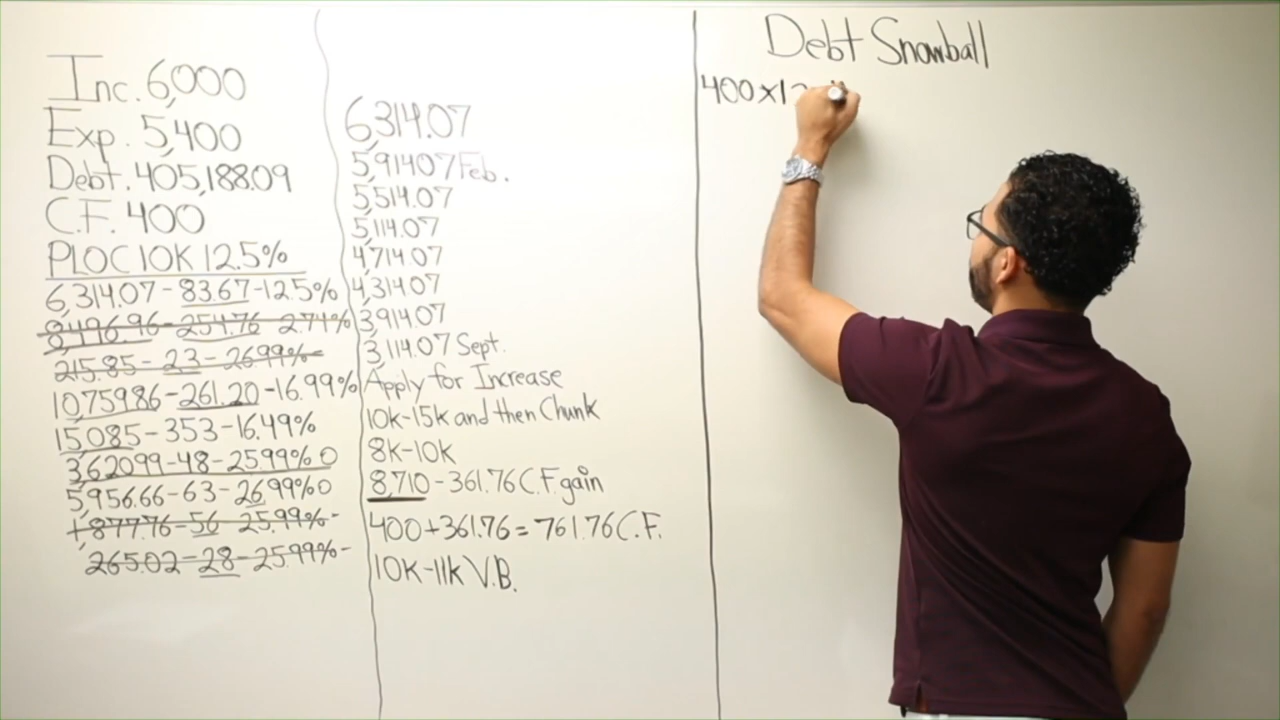 Inc. 6,000
Exp. 5,400
Debt. 405,188.09
C.F. 400
PLOC 10K 12.5%
6,314.07 - 83.67 - 12.5%
8,496.96 - 254.76 - 2.74%
215.85 - 23 - 26.99%
10,759.86 - 261.20 - 16.99%
15,085 - 353 - 16.49%
3,620.99 - 48 - 25.99% 0
5,956.66 - 63 - 26.99% 0
1,877.76 - 56 - 25.99% -
265.02 - 28 - 25.99% -
6,314.07
5,914.07 Feb.
5,514.07
5,114.07
4,714.07
4,314.07
3,914.07
3,114.07 Sept.
Apply for Increase
10k-15k and then Chunk
8k-10k
8,710 - 361.76 C.F. gain
400 + 361.76 = 761.76 C.F.
10k-11k V.B.
Debt Snowball
400 x 12